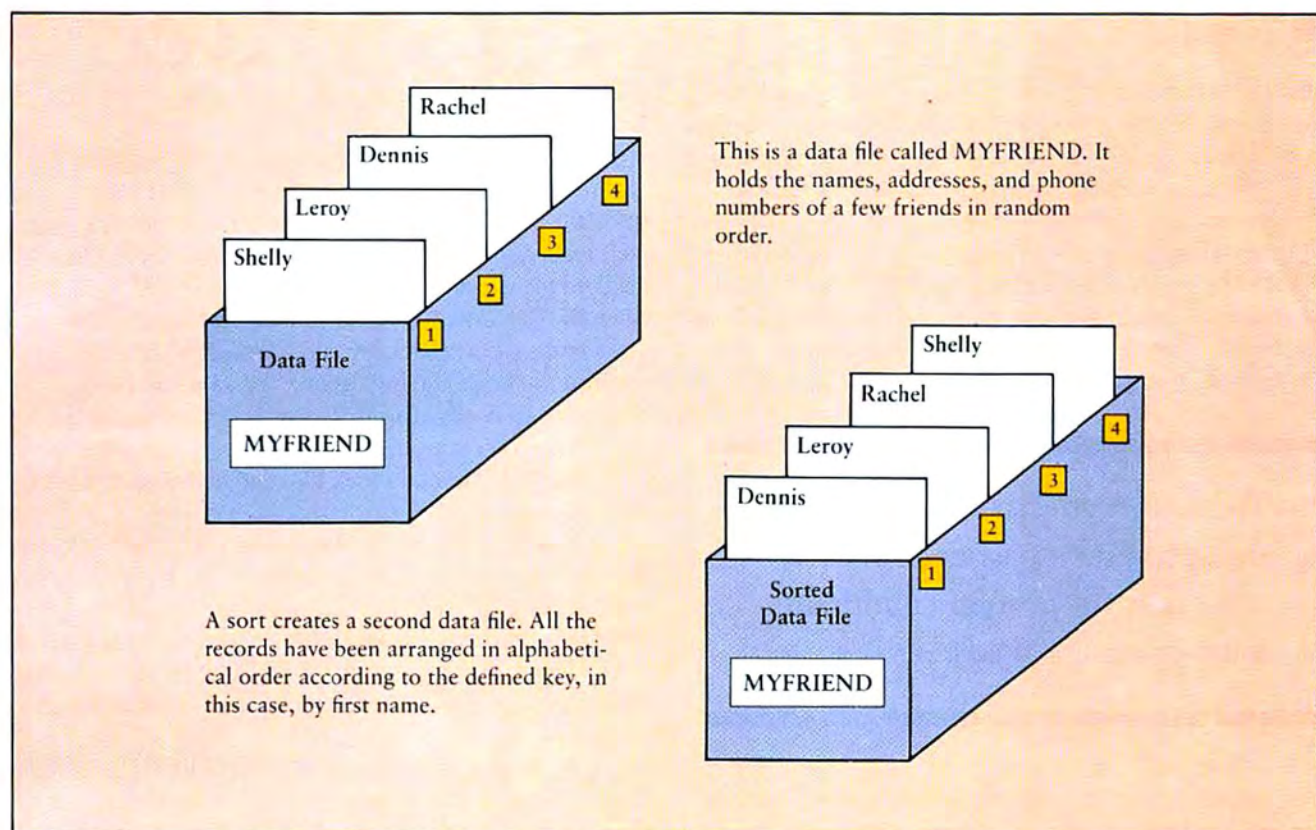 Rachel
Dennis
Leroy
Shelly
4
3
2
1
Data File
MYFRIEND
This is a data file called MYFRIEND. It
holds the names, addresses, and phone
numbers of a few friends in random
order.
Shelly
Rachel
Leroy
Dennis
4
3
2
1
Sorted
Data File
MYFRIEND
A sort creates a second data file. All the
records have been arranged in alphabeti-
cal order according to the defined key, in
this case, by first name.